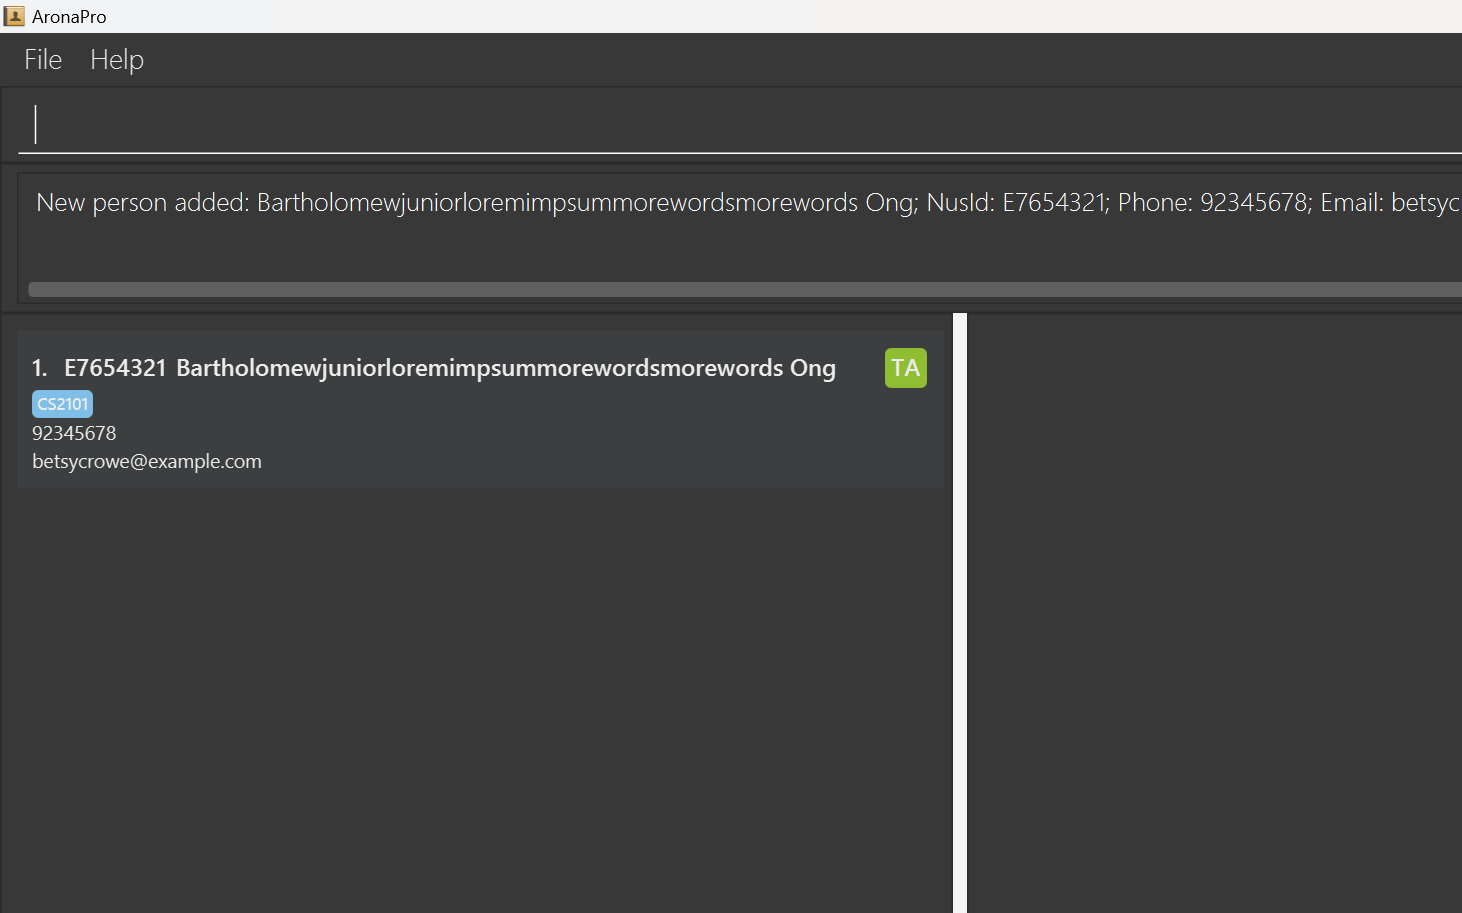 AronaPro
File Help
New person added: Bartholomewjuniorloremimpsummorewordsmorewords Ong; NusId: E7654321; Phone: 92345678; Email: betsyc
1. E7654321 Bartholomewjuniorloremimpsummorewordsmorewords Ong TA
CS2101
92345678
betsycrowe@example.com